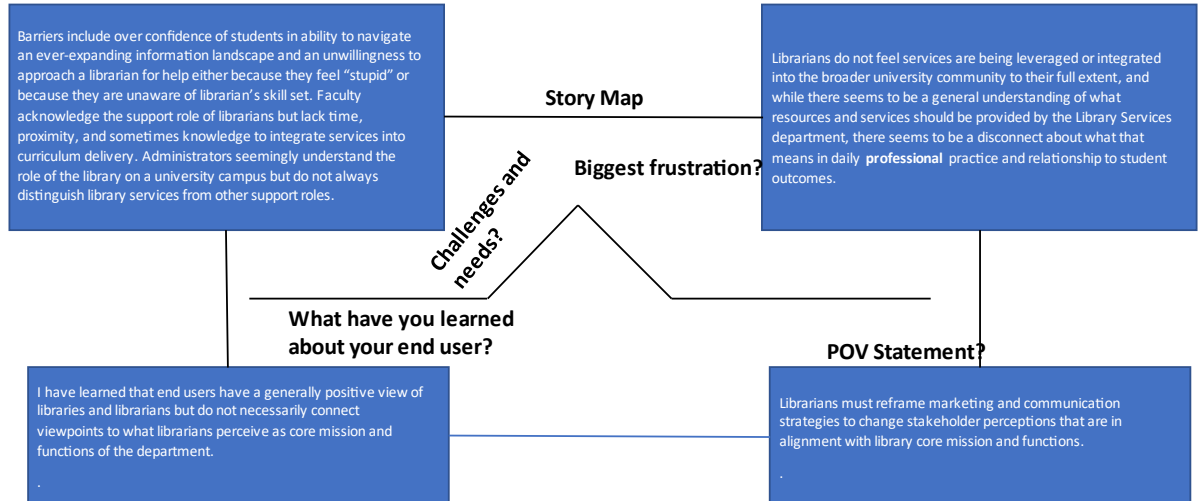 Barriers include over confidence of students in ability to navigate
an ever-expanding information landscape and an unwillingness to
approach a librarian for help either because they feel “stupid” or
because they are unaware of librarian’s skill set. Faculty
acknowledge the support role of librarians but lack time,
proximity, and sometimes knowledge to integrate services into
curriculum delivery. Administrators seemingly understand the
role of the library on a university campus but do not always
distinguish library services from other support roles.
Story Map
Librarians do not feel services are being leveraged or integrated
into the broader university community to their full extent, and
while there seems to be a general understanding of what
resources and services should be provided by the Library Services
department, there seems to be a disconnect about what that
means in daily professional practice and relationship to student
outcomes.
Challenges and
needs?
Biggest frustration?
What have you learned
about your end user?
POV Statement?
I have learned that end users have a generally positive view of
libraries and librarians but do not necessarily connect
viewpoints to what librarians perceive as core mission and
functions of the department.
.
Librarians must reframe marketing and communication
strategies to change stakeholder perceptions that are in
alignment with library core mission and functions.
.